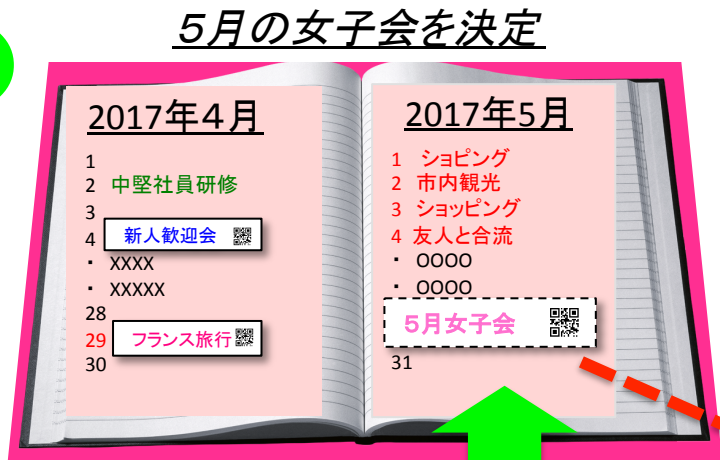 ５月の女子会を決定
2017年４月
1
2 中堅社員研修
3
4 新人歓迎会
・ XXXX
・ XXXXX
28
29 フランス旅行
30
2017年5月
1 ショピング
2 市内観光
3 ショッピング
4 友人と合流
・ OOOO
・ OOOO
５月女子会
31